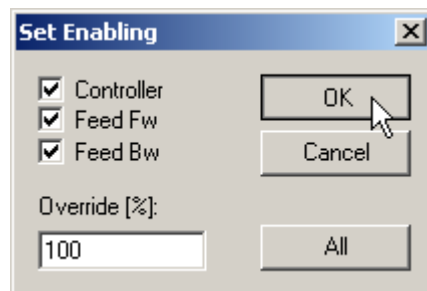 Set Enabling
Controller
Feed Fw
Feed Bw
OK
Cancel
Override [%]:
100
All